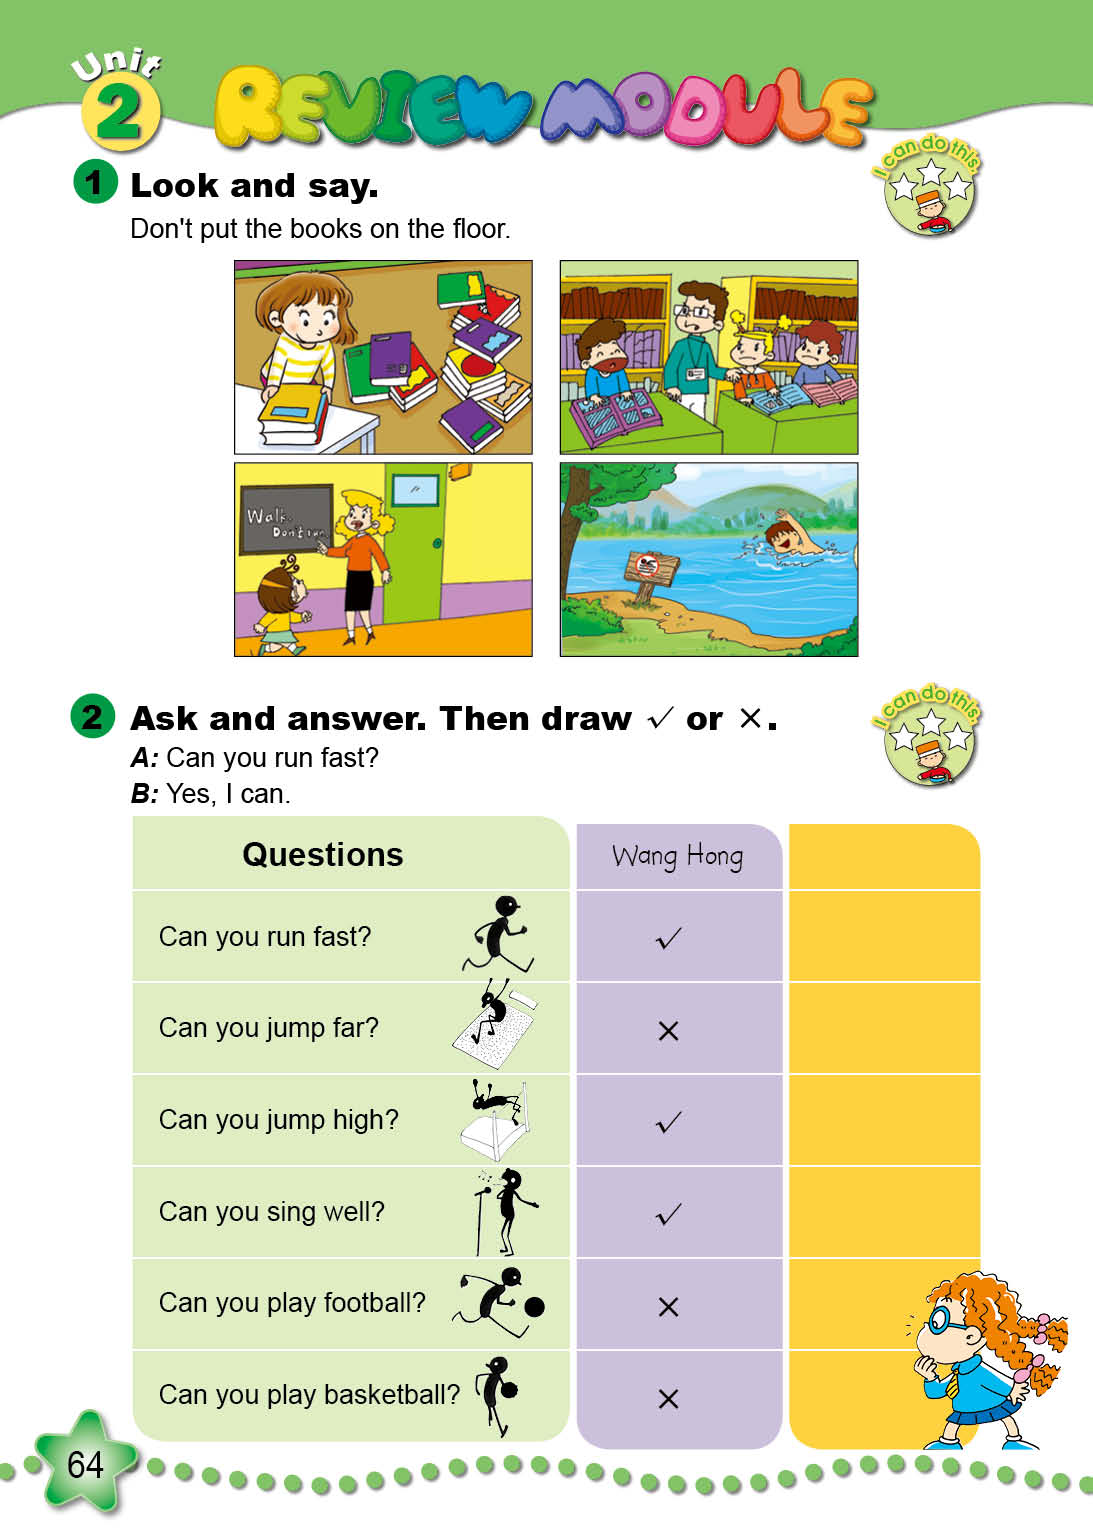 Unit
2
REVIEW MODULE
I can do this.
1 Look and say.
Don't put the books on the floor.
Walk.
Don't run.
2 Ask and answer. Then draw ✓ or ×.
I can do this.
A: Can you run fast?
B: Yes, I can.
Questions Wang Hong
Can you run fast? ✓
Can you jump far? ×
Can you jump high? ✓
Can you sing well? ✓
Can you play football? ×
Can you play basketball? ×
64